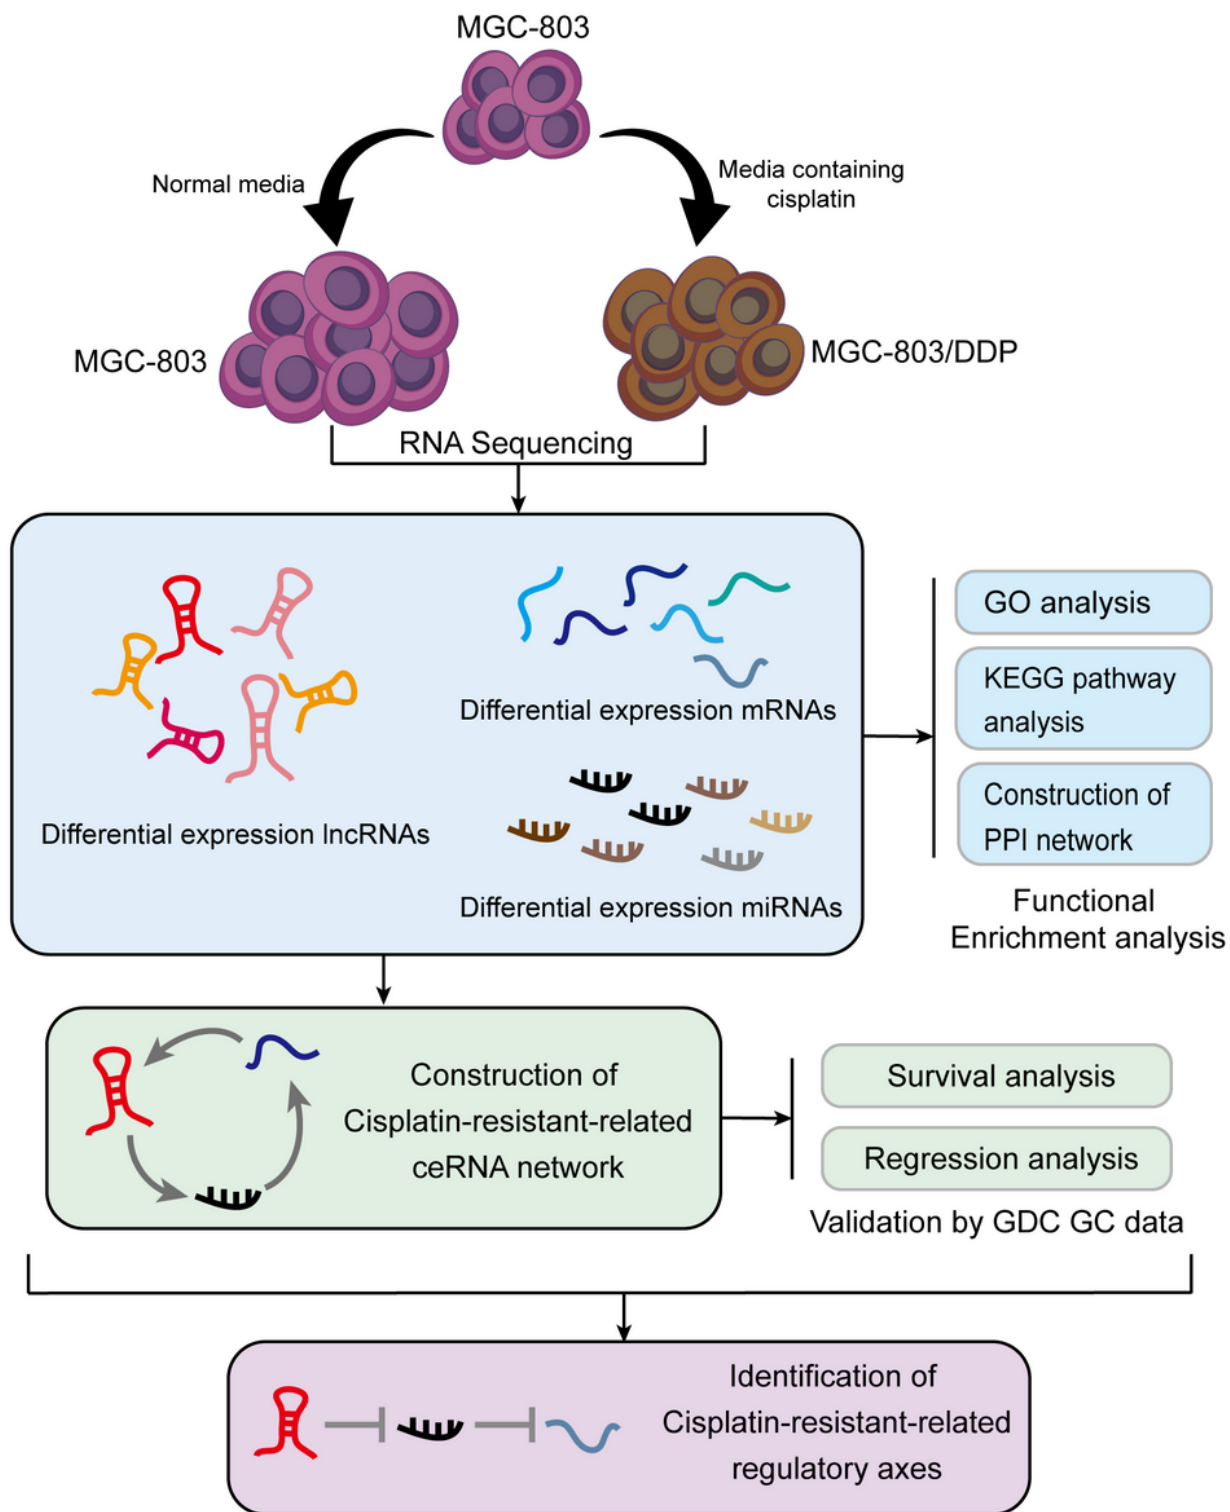 MGC-803
Normal media
Media containing
cisplatin
MGC-803
MGC-803/DDP
RNA Sequencing
Differential expression lncRNAs
Differential expression mRNAs
Differential expression miRNAs
GO analysis
KEGG pathway
analysis
Construction of
PPI network
Functional
Enrichment analysis
Construction of
Cisplatin-resistant-related
ceRNA network
Survival analysis
Regression analysis
Validation by GDC GC data
Identification of
Cisplatin-resistant-related
regulatory axes